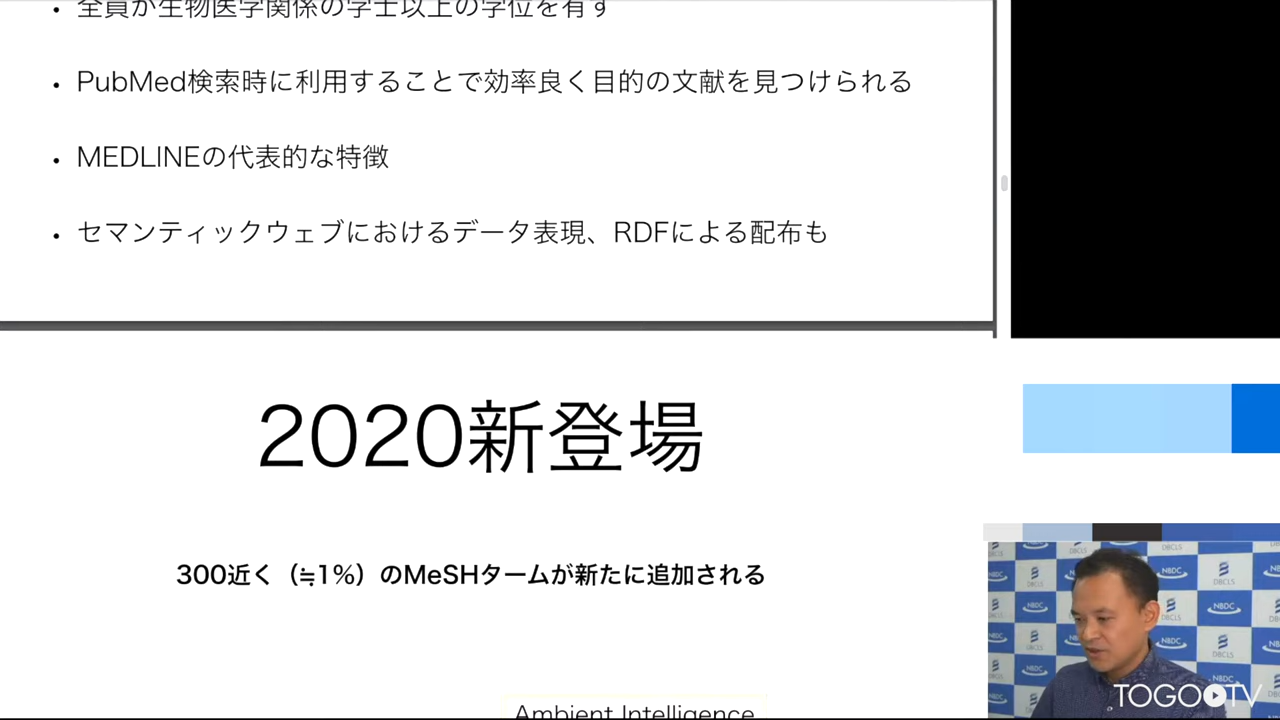 ・全員が生物医学関係の学士以上の学位を有す
・PubMed検索時に利用することで効率良く目的の文献を見つけられる
・MEDLINEの代表的な特徴
・セマンティックウェブにおけるデータ表現、RDFによる配布も
2020新登場
300近く（≒1%）のMeSHタームが新たに追加される
Ambient Intelligence
NBDC
DBCLS
TOGO TV